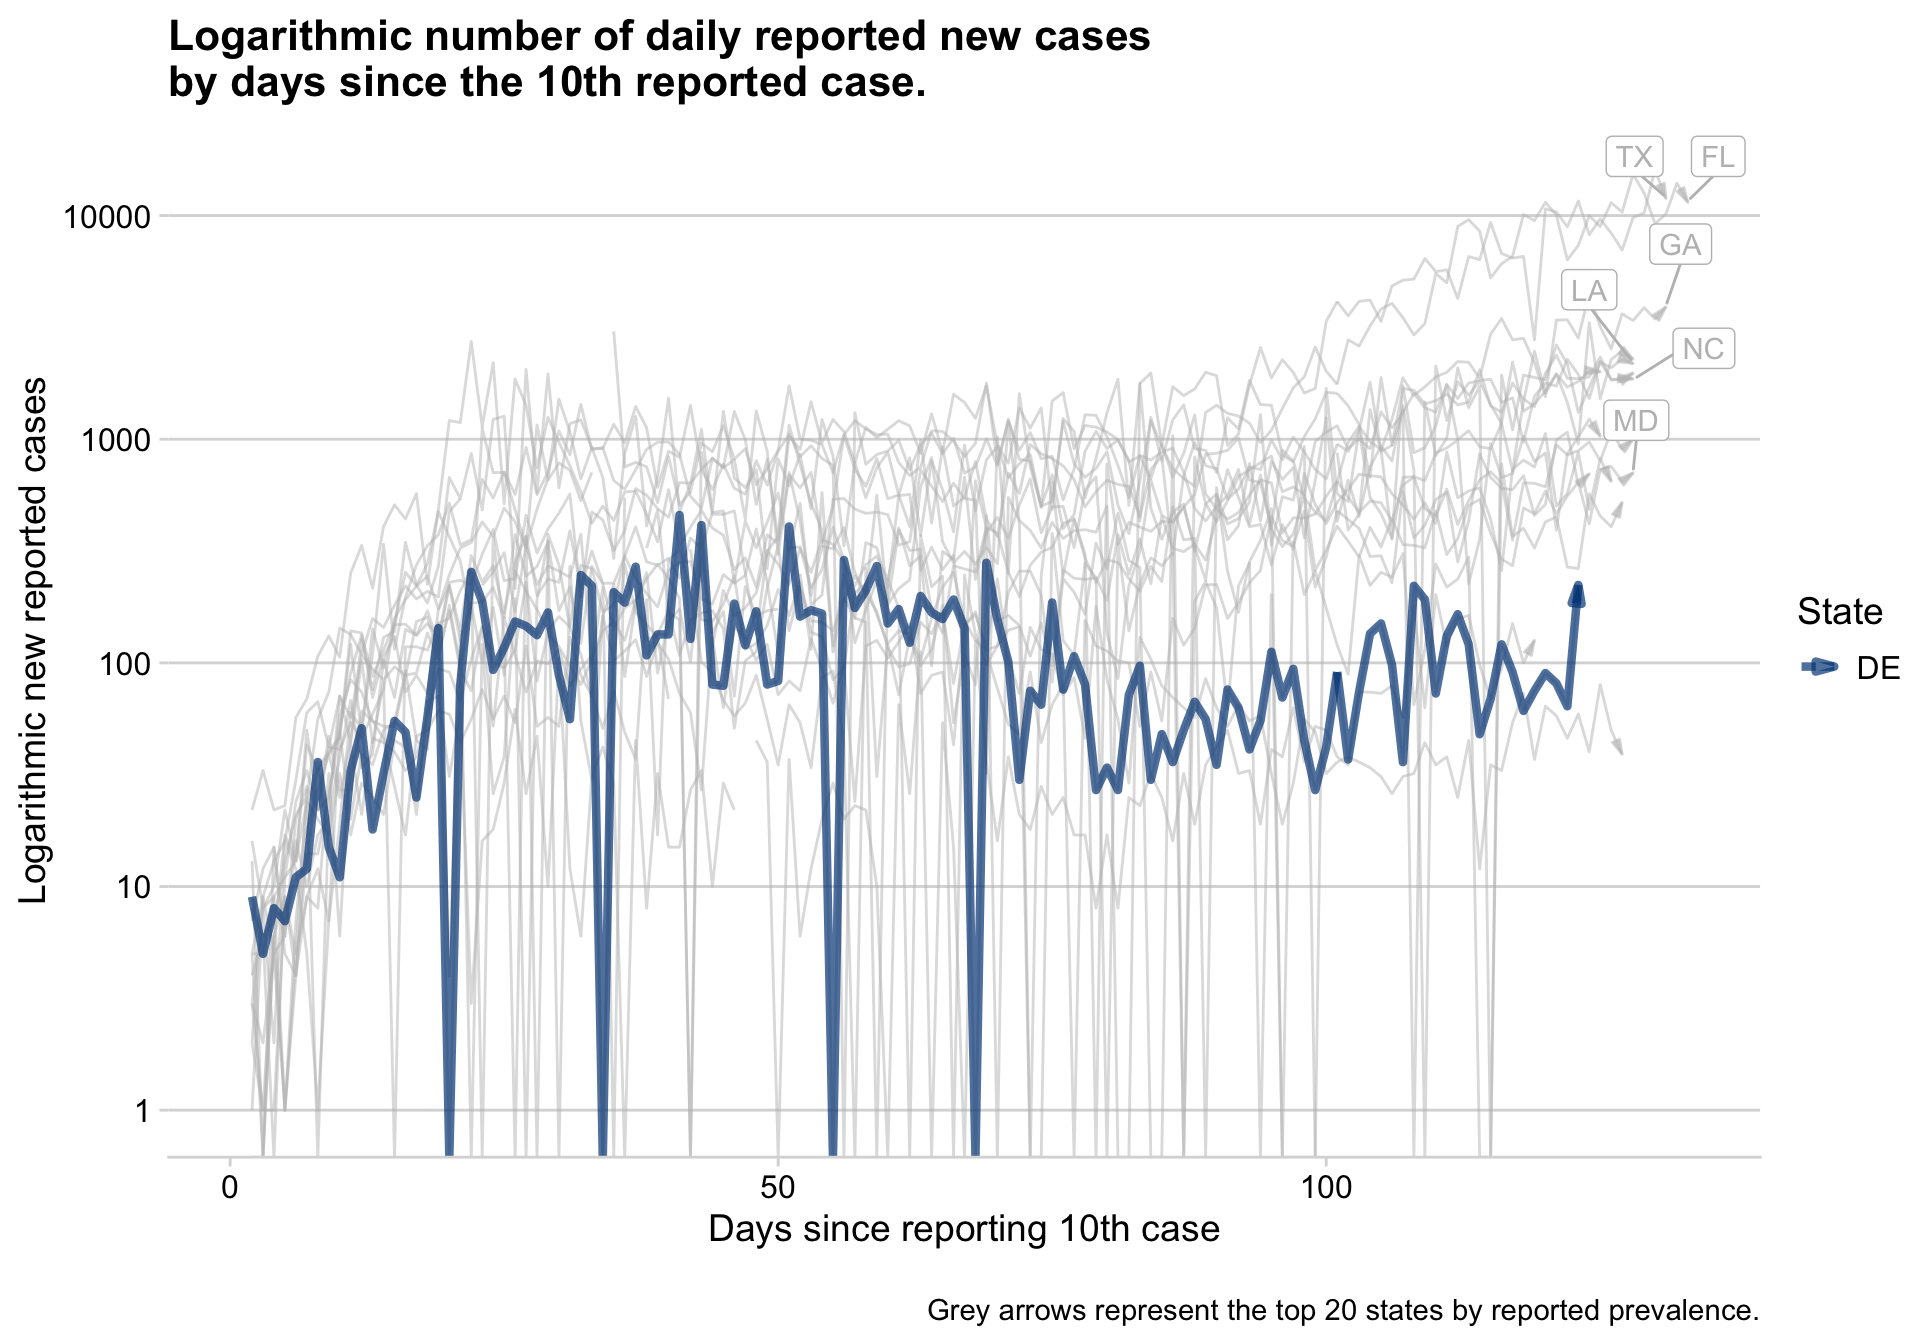 Logarithmic number of daily reported new cases
by days since the 10th reported case.
TX
FL
10000
GA
LA
NC
MD
1000
100
10
1
Logarithmic new reported cases
State
DE
0
50
100
Days since reporting 10th case
Grey arrows represent the top 20 states by reported prevalence.